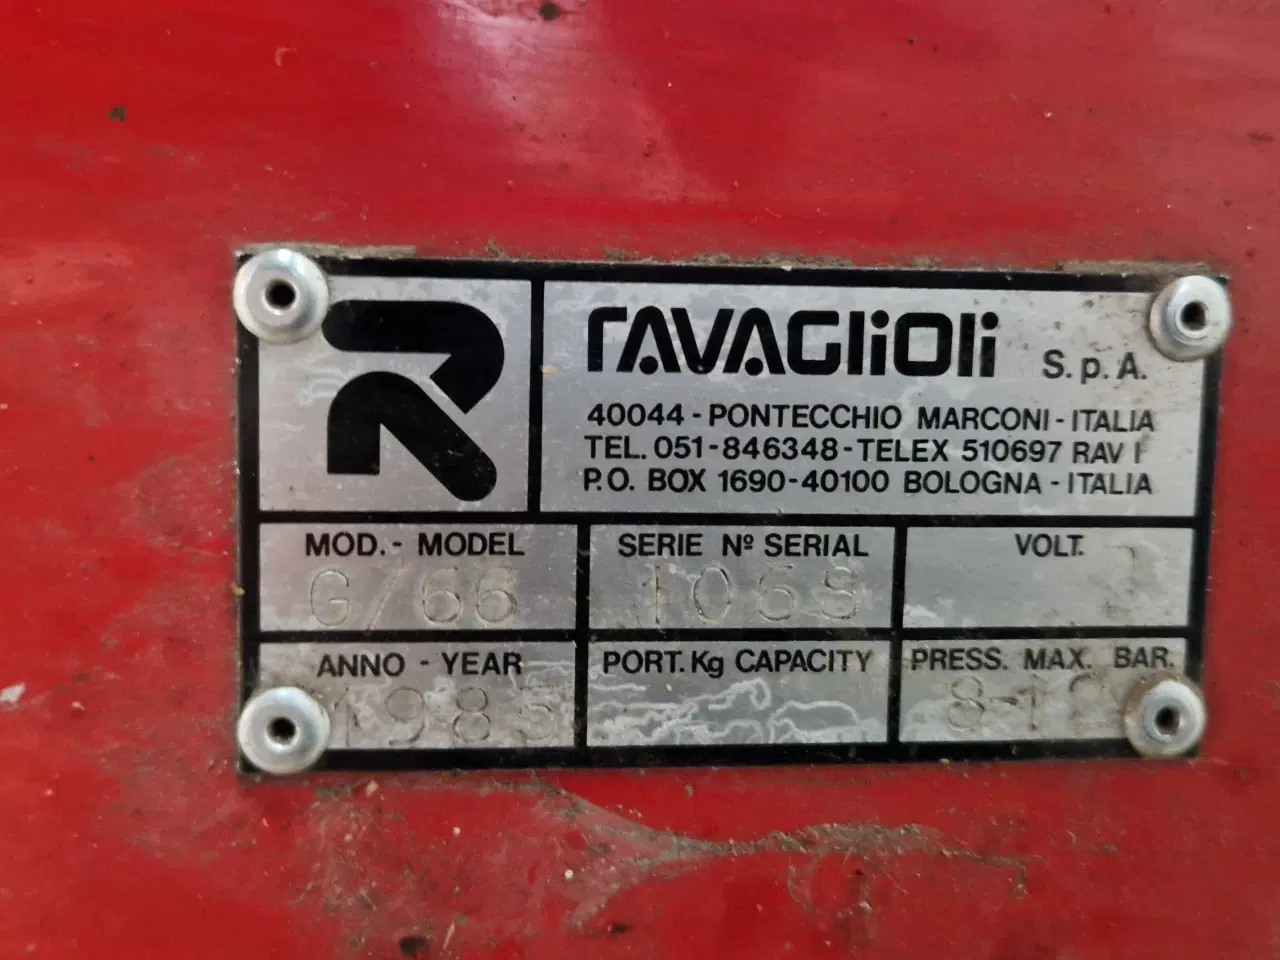 RAVAGLIOLI S.p.A.
40044 - PONTECCHIO MARCONI - ITALIA
TEL. 051-846348 - TELEX 510697 RAV I
P.O. BOX 1690-40100 BOLOGNA - ITALIA
MOD. - MODEL SERIE Nº SERIAL VOLT.
G/66 1068
ANNO - YEAR PORT. Kg CAPACITY PRESS. MAX. BAR.
1985 8-12